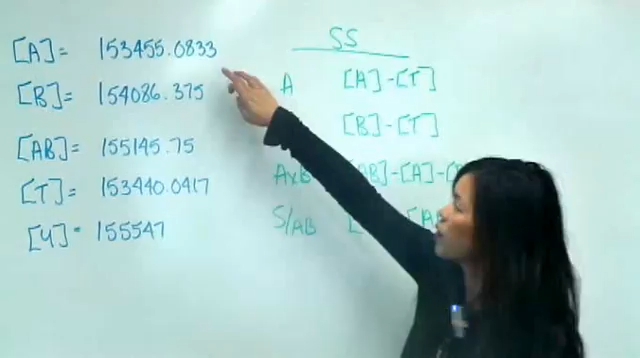 [A] = 153455.0833
[B] = 154086.375
[AB] = 155145.75
[T] = 153440.0417
[Y] = 155547
SS
A [A] - [T]
[B] - [T]
AxB [AB] - [A] -
S/AB [